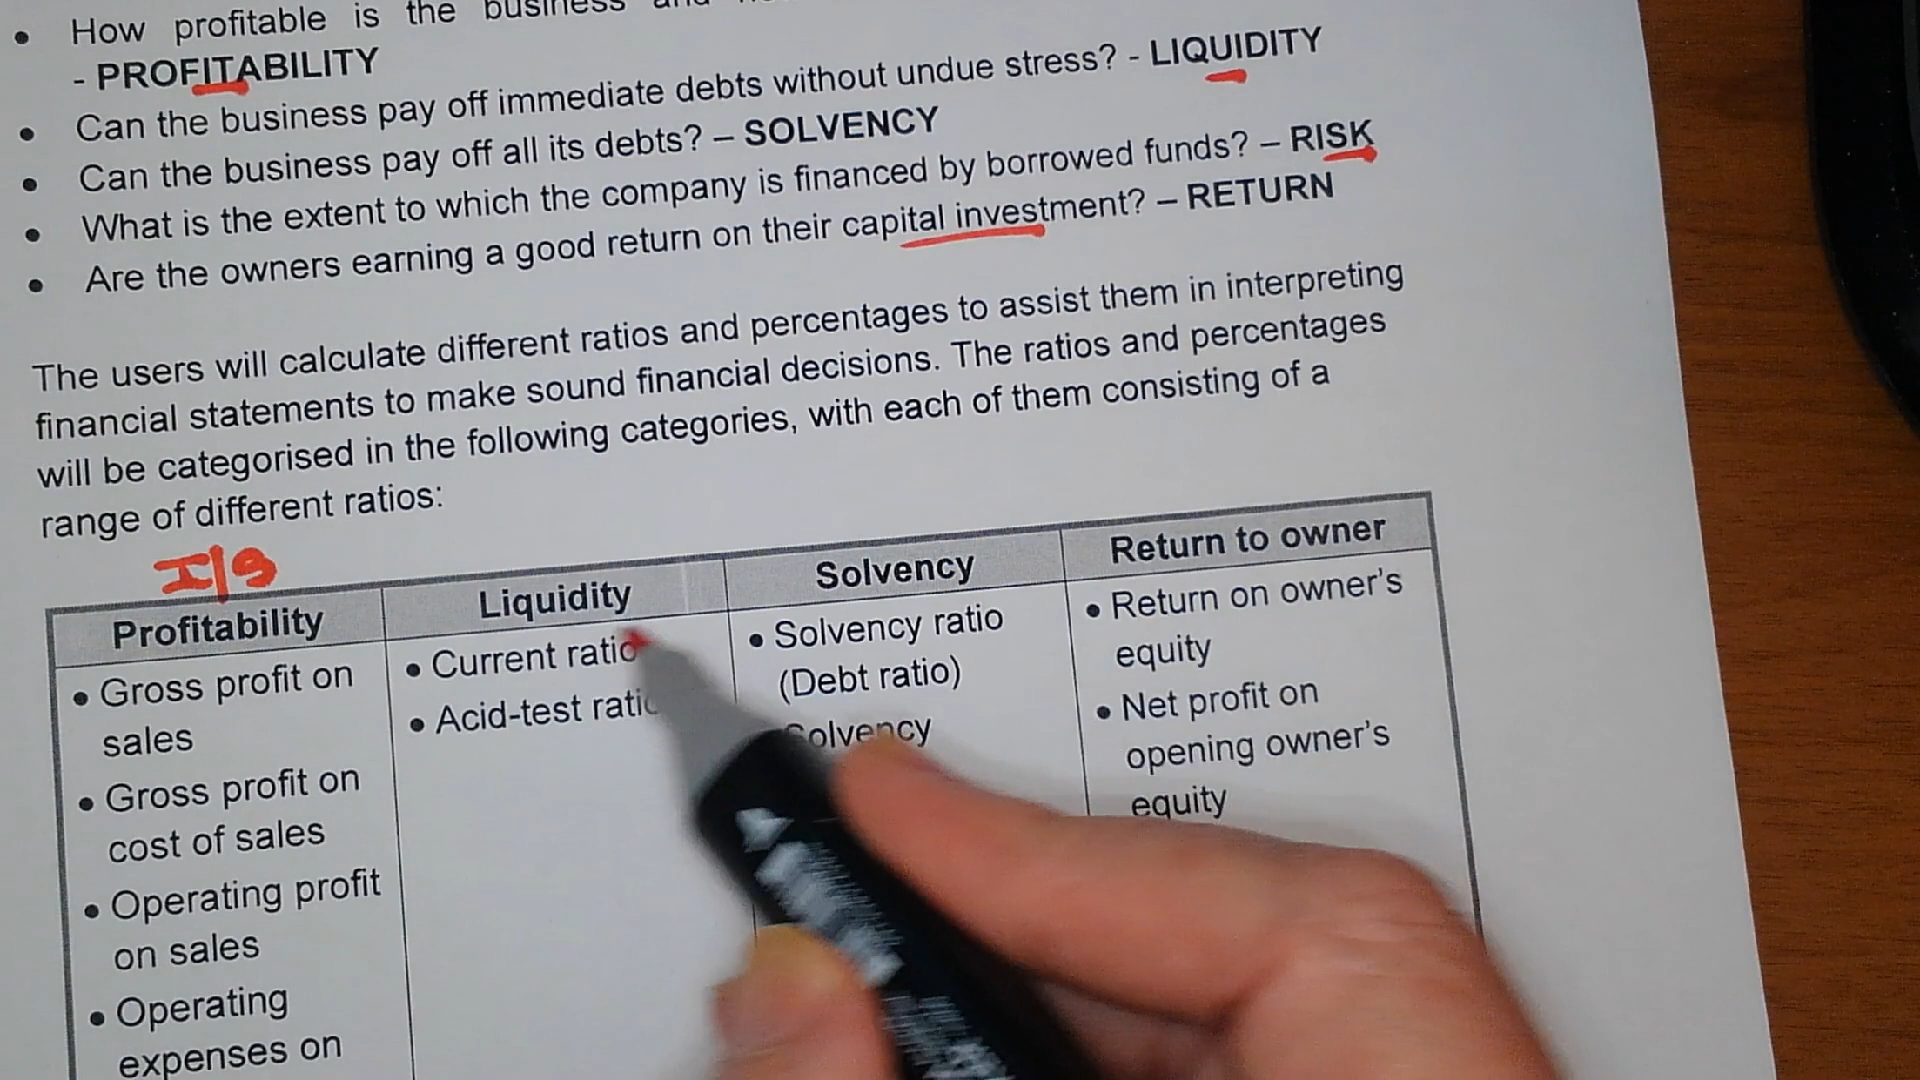 • How profitable is the business
- PROFITABILITY
• Can the business pay off immediate debts without undue stress? - LIQUIDITY
• Can the business pay off all its debts? – SOLVENCY
• What is the extent to which the company is financed by borrowed funds? – RISK
• Are the owners earning a good return on their capital investment? – RETURN
The users will calculate different ratios and percentages to assist them in interpreting
financial statements to make sound financial decisions. The ratios and percentages
will be categorised in the following categories, with each of them consisting of a
range of different ratios:
I/S
Profitability
• Gross profit on
sales
• Gross profit on
cost of sales
• Operating profit
on sales
• Operating
expenses on
Liquidity
• Current ratio
• Acid-test ratio
Solvency
• Solvency ratio
(Debt ratio)
Solvency
Return to owner
• Return on owner's
equity
• Net profit on
opening owner's
equity